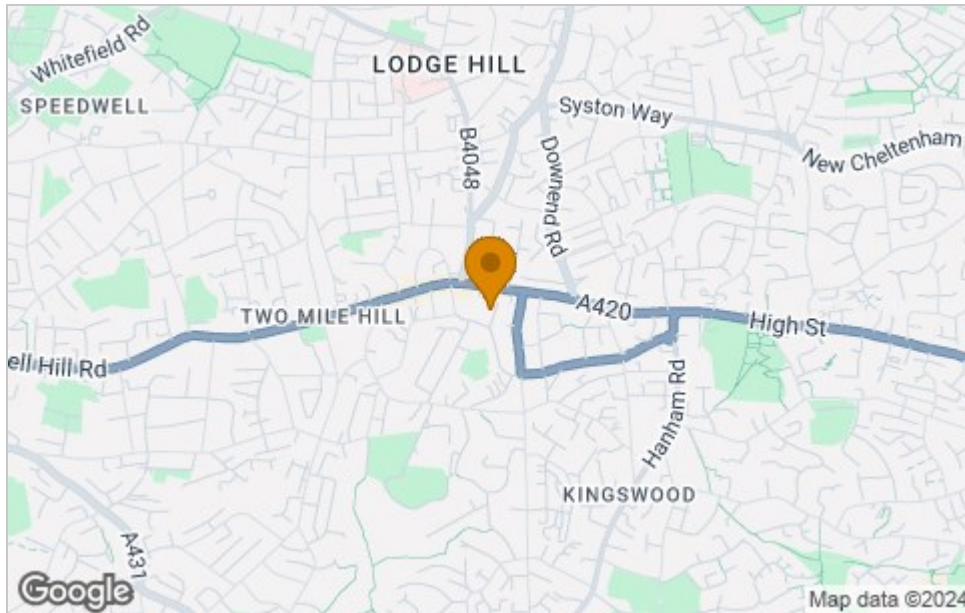 Whitefield Rd
LODGE HILL
SPEEDWELL
Syston Way
B4048
Downend Rd
New Cheltenham
TWO MILE HILL
A420
High St
ell Hill Rd
Hanham Rd
KINGSWOOD
A431
Google
Map data ©2024